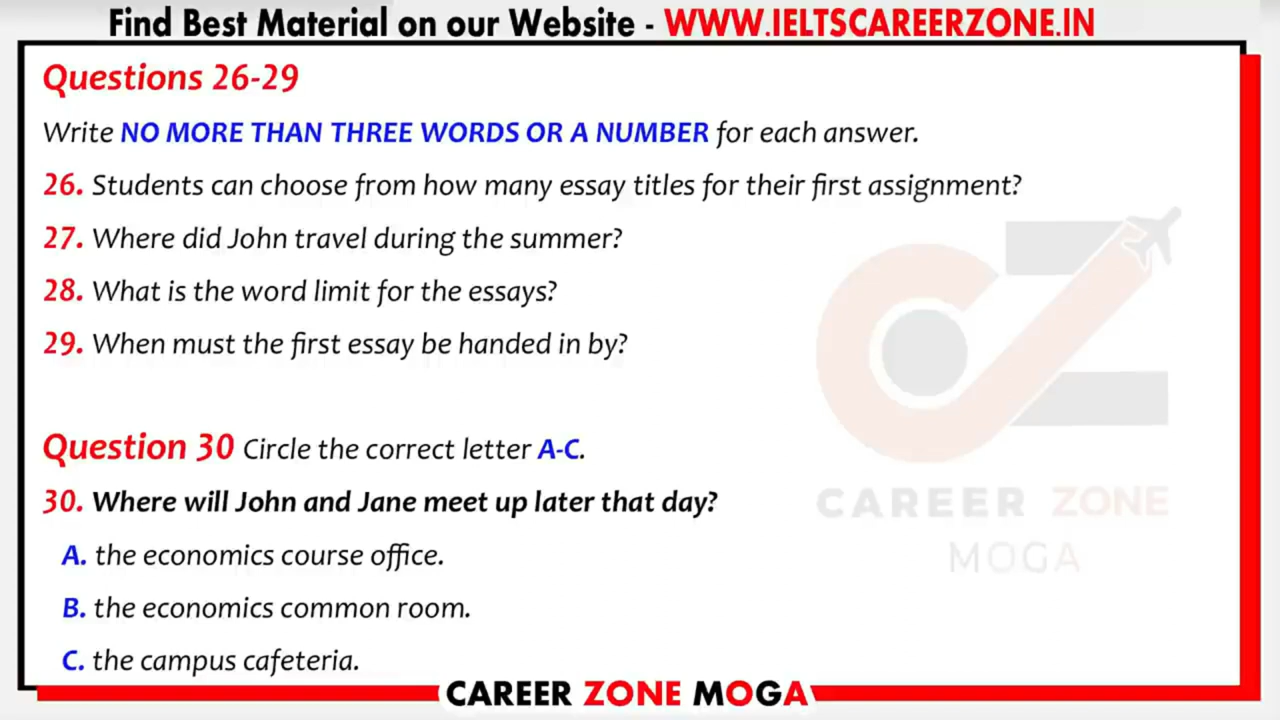 Find Best Material on our Website - WWW.IELTSCAREERZONE.IN
Questions 26-29
Write NO MORE THAN THREE WORDS OR A NUMBER for each answer.
26. Students can choose from how many essay titles for their first assignment?
27. Where did John travel during the summer?
28. What is the word limit for the essays?
29. When must the first essay be handed in by?
Question 30 Circle the correct letter A-C.
30. Where will John and Jane meet up later that day?
A. the economics course office.
B. the economics common room.
C. the campus cafeteria.
CAREER ZONE
MOGA
CAREER ZONE MOGA